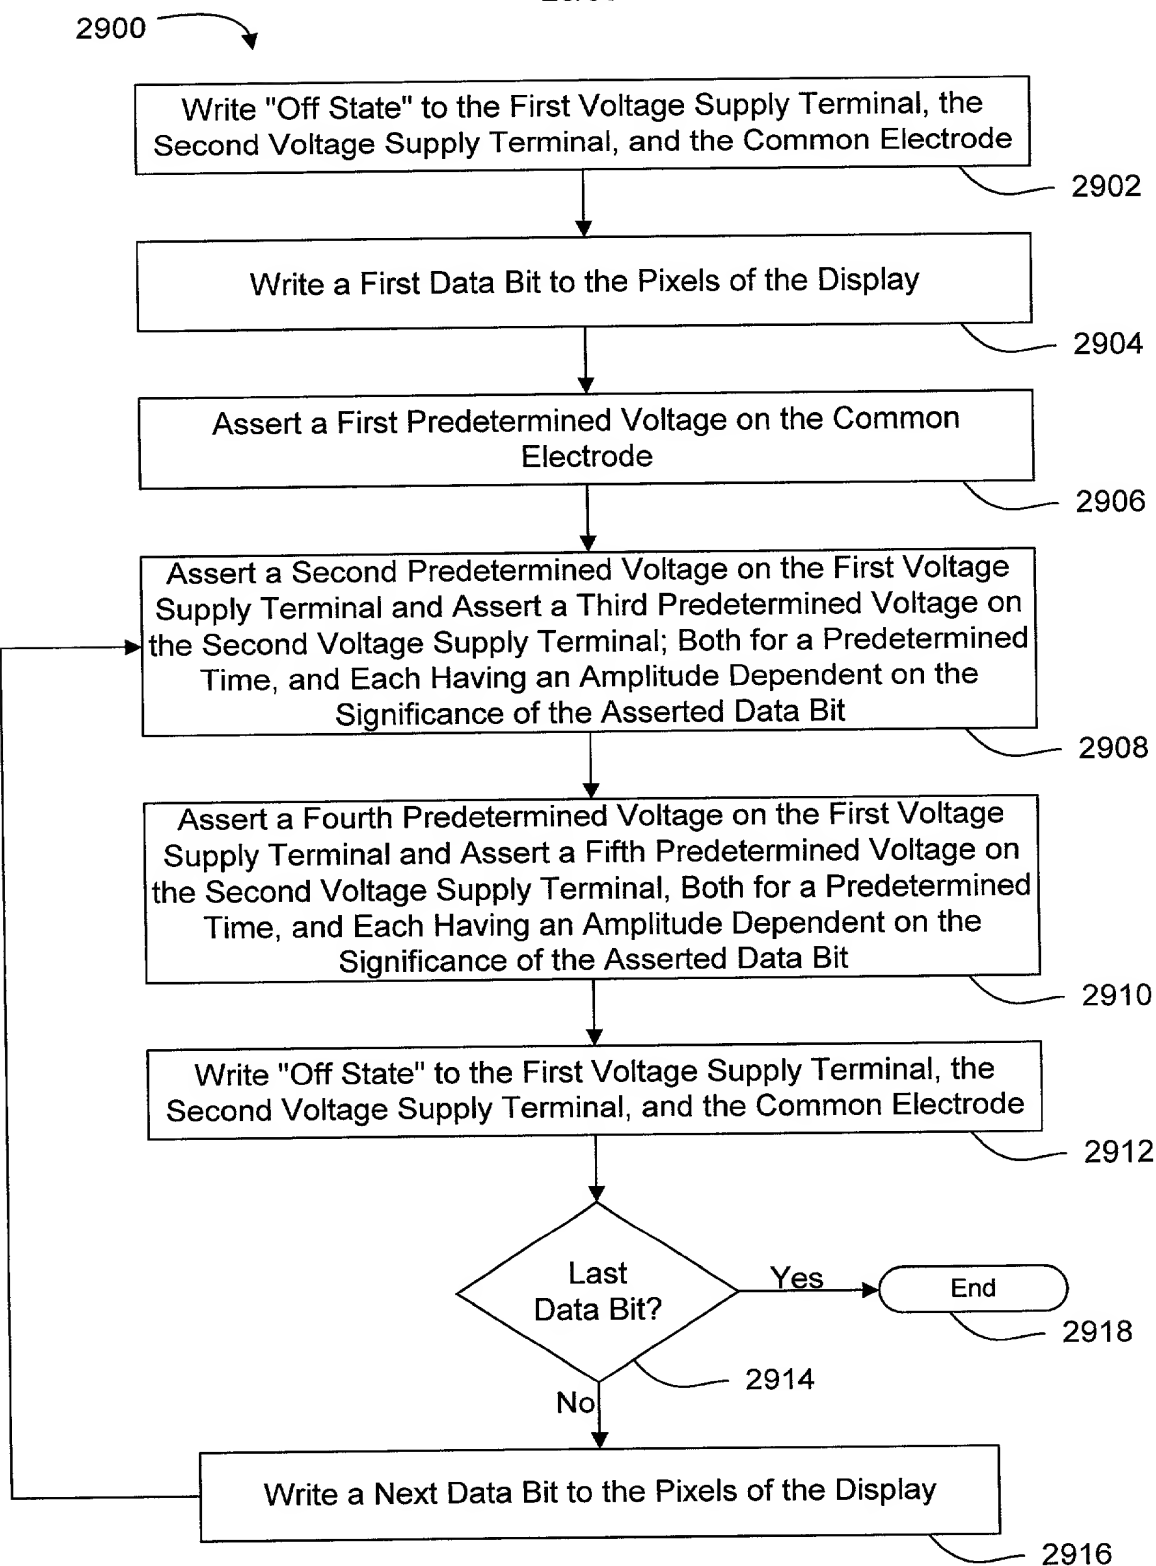 2900
Write "Off State" to the First Voltage Supply Terminal, the
Second Voltage Supply Terminal, and the Common Electrode
2902
Write a First Data Bit to the Pixels of the Display
2904
Assert a First Predetermined Voltage on the Common
Electrode
2906
Assert a Second Predetermined Voltage on the First Voltage
Supply Terminal and Assert a Third Predetermined Voltage on
the Second Voltage Supply Terminal; Both for a Predetermined
Time, and Each Having an Amplitude Dependent on the
Significance of the Asserted Data Bit
2908
Assert a Fourth Predetermined Voltage on the First Voltage
Supply Terminal and Assert a Fifth Predetermined Voltage on
the Second Voltage Supply Terminal, Both for a Predetermined
Time, and Each Having an Amplitude Dependent on the
Significance of the Asserted Data Bit
2910
Write "Off State" to the First Voltage Supply Terminal, the
Second Voltage Supply Terminal, and the Common Electrode
2912
Last
Data Bit?
Yes
End
2918
2914
No
Write a Next Data Bit to the Pixels of the Display
2916